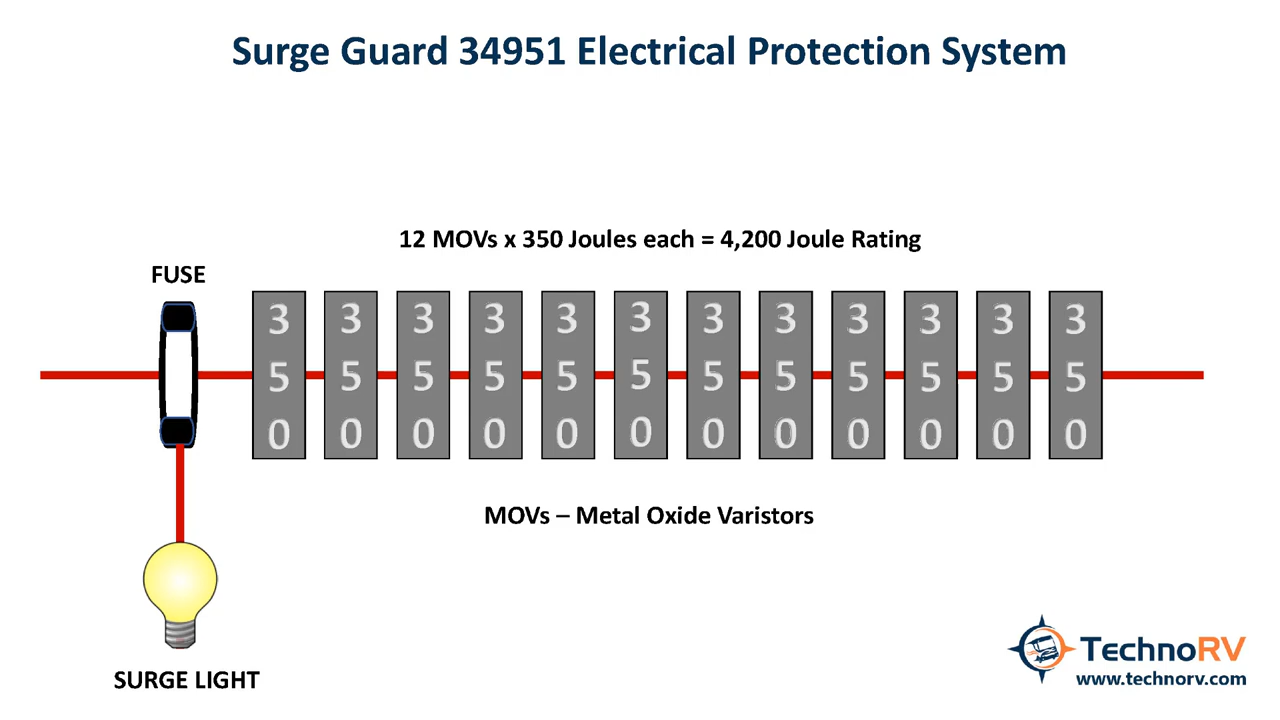 Surge Guard 34951 Electrical Protection System
12 MOVs x 350 Joules each = 4,200 Joule Rating
FUSE
3 3 3 3 3 3 3 3 3 3 3 3
5 5 5 5 5 5 5 5 5 5 5 5
0 0 0 0 0 0 0 0 0 0 0 0
MOVs – Metal Oxide Varistors
SURGE LIGHT
TechnoRV
www.technorv.com